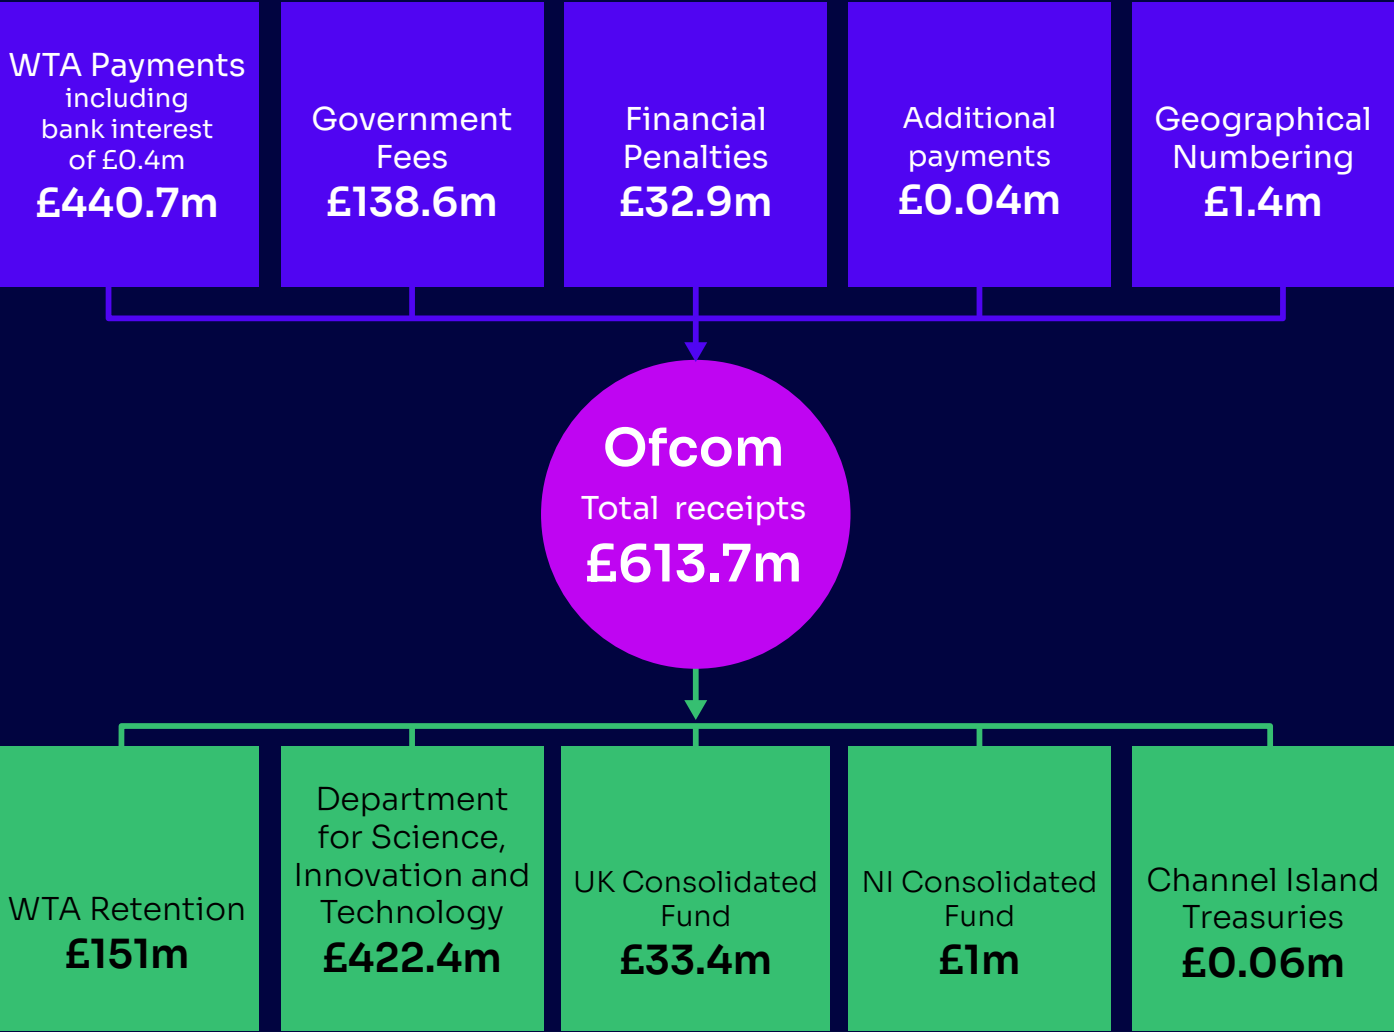 WTA Payments
including
bank interest
of £0.4m
£440.7m
Government
Fees
£138.6m
Financial
Penalties
£32.9m
Additional
payments
£0.04m
Geographical
Numbering
£1.4m
Ofcom
Total receipts
£613.7m
WTA Retention
£151m
Department
for Science,
Innovation and
Technology
£422.4m
UK Consolidated
Fund
£33.4m
NI Consolidated
Fund
£1m
Channel Island
Treasuries
£0.06m